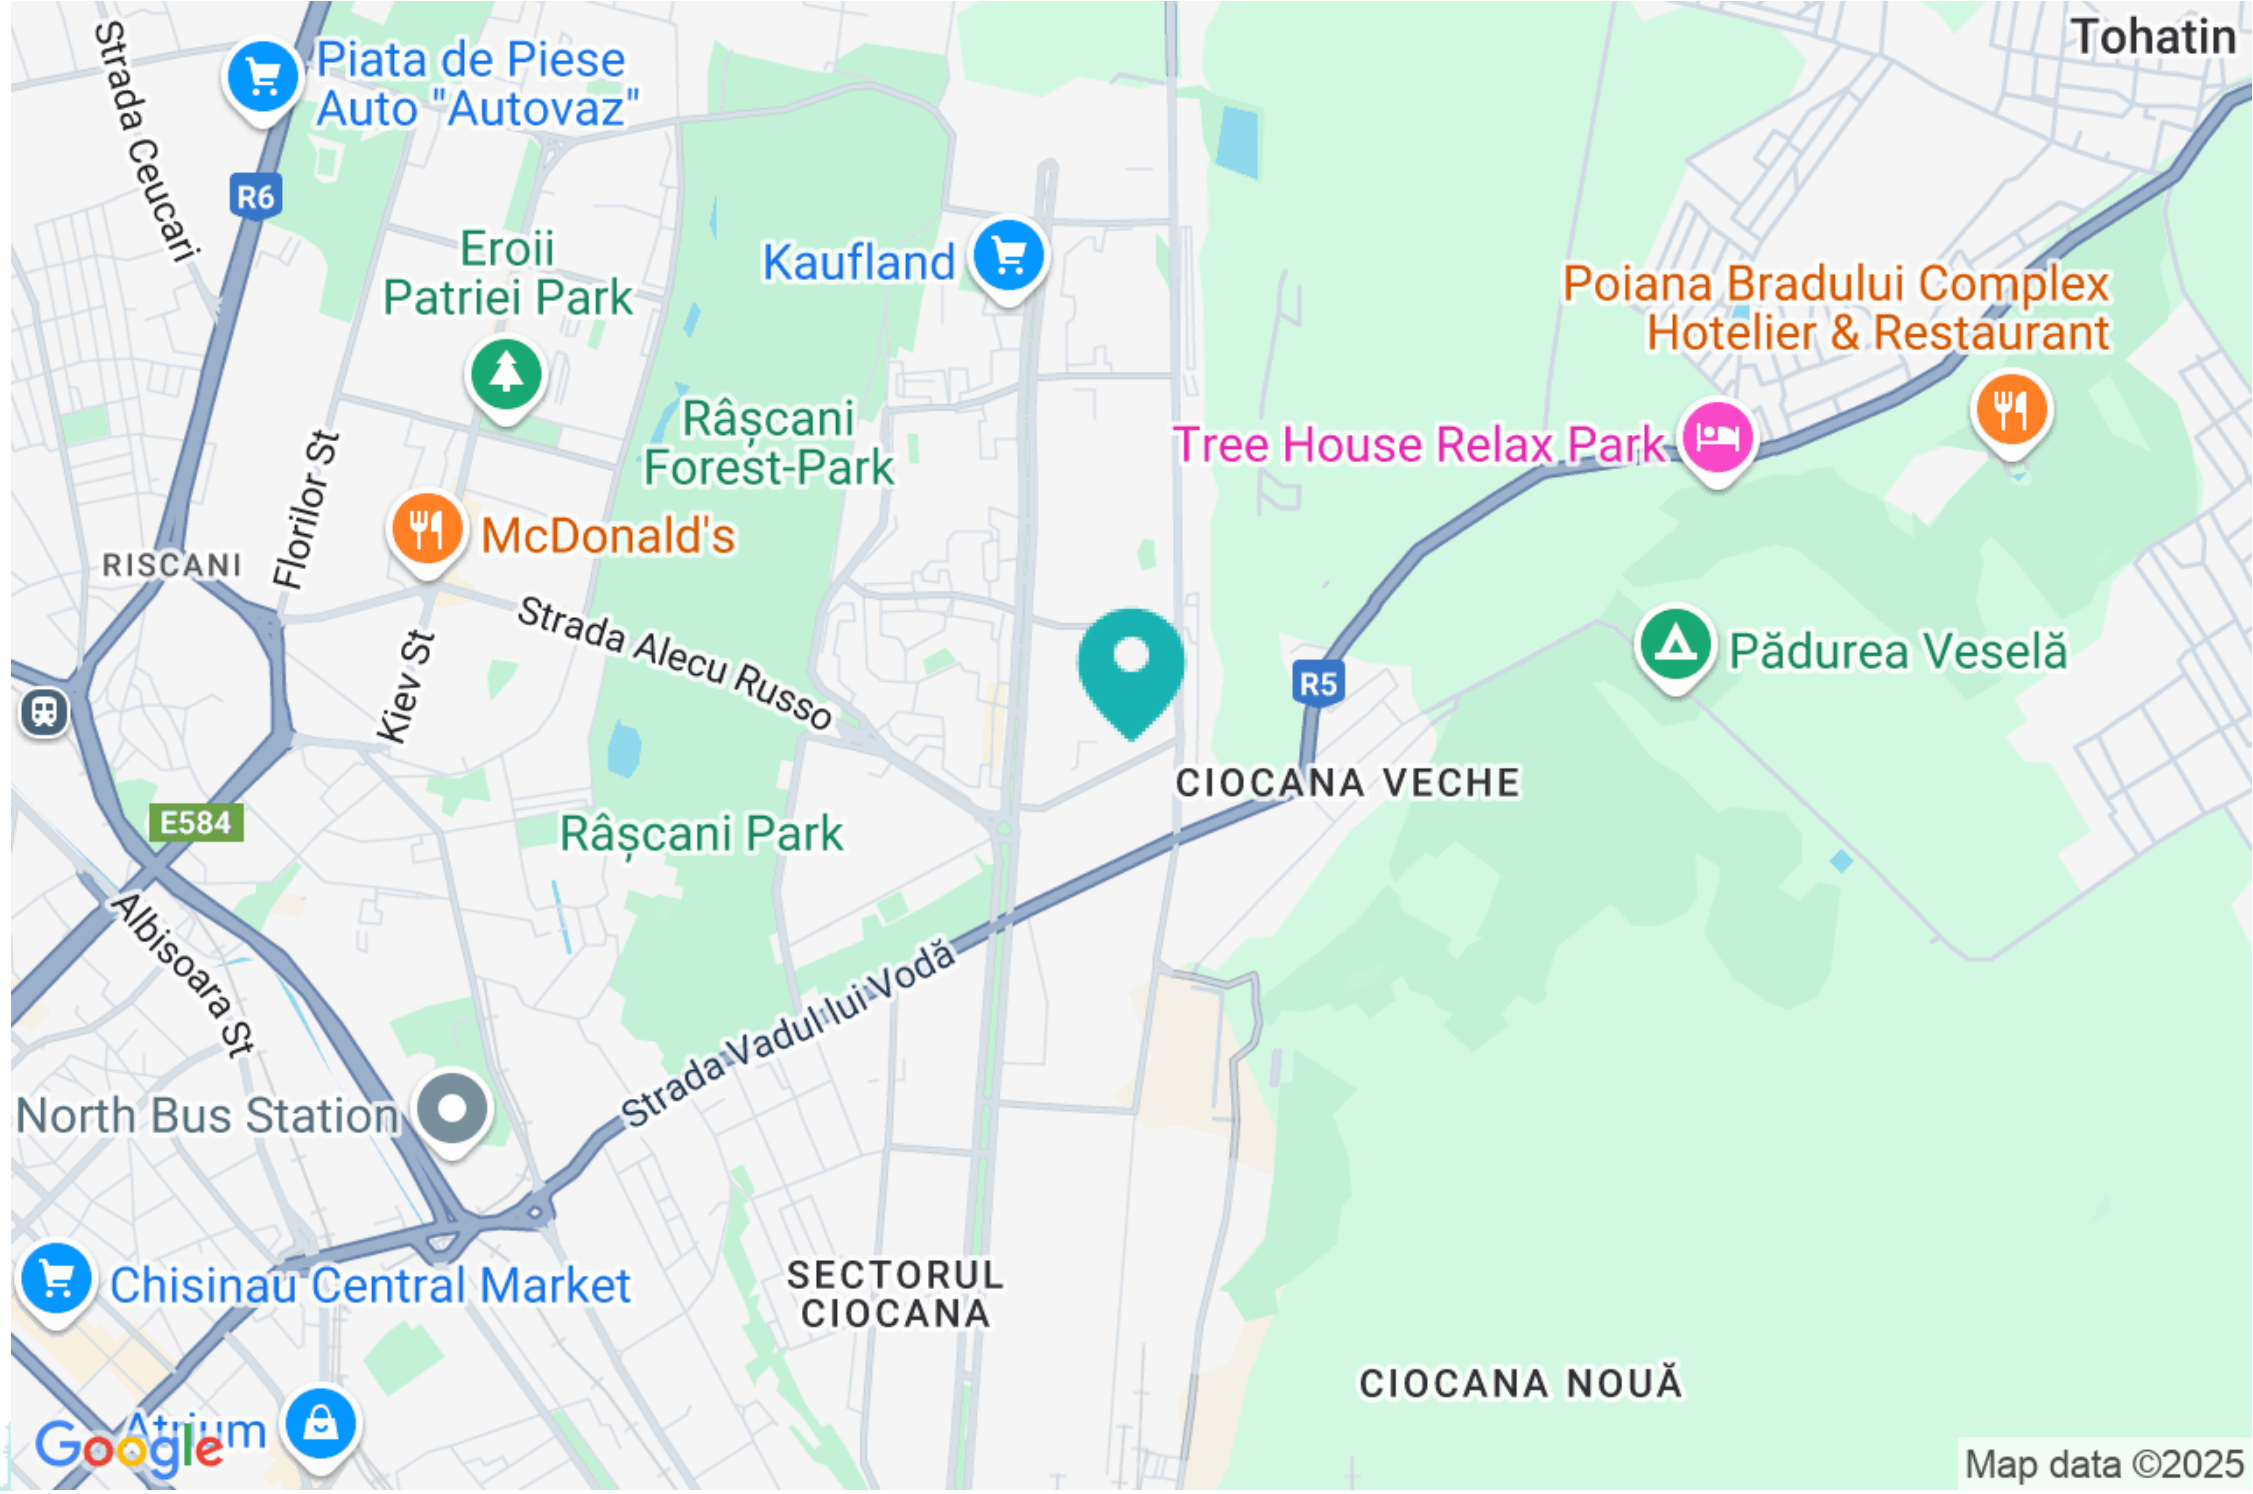 Tohatin
Strada Ceucari
Piata de Piese
Auto "Autovaz"
R6
Eroii
Patriei Park
Kaufland
Poiana Bradului Complex
Hotelier & Restaurant
Râșcani
Forest-Park
Tree House Relax Park
Florilor St
McDonald's
RISCANI
Strada Alecu Russo
Kiev St
R5
Pădurea Veselă
CIOCANA VECHE
E584
Râșcani Park
Albisoara St
Strada Vadul lui Vodă
North Bus Station
Chisinau Central Market
SECTORUL
CIOCANA
CIOCANA NOUĂ
Atrium
Google
Map data ©2025